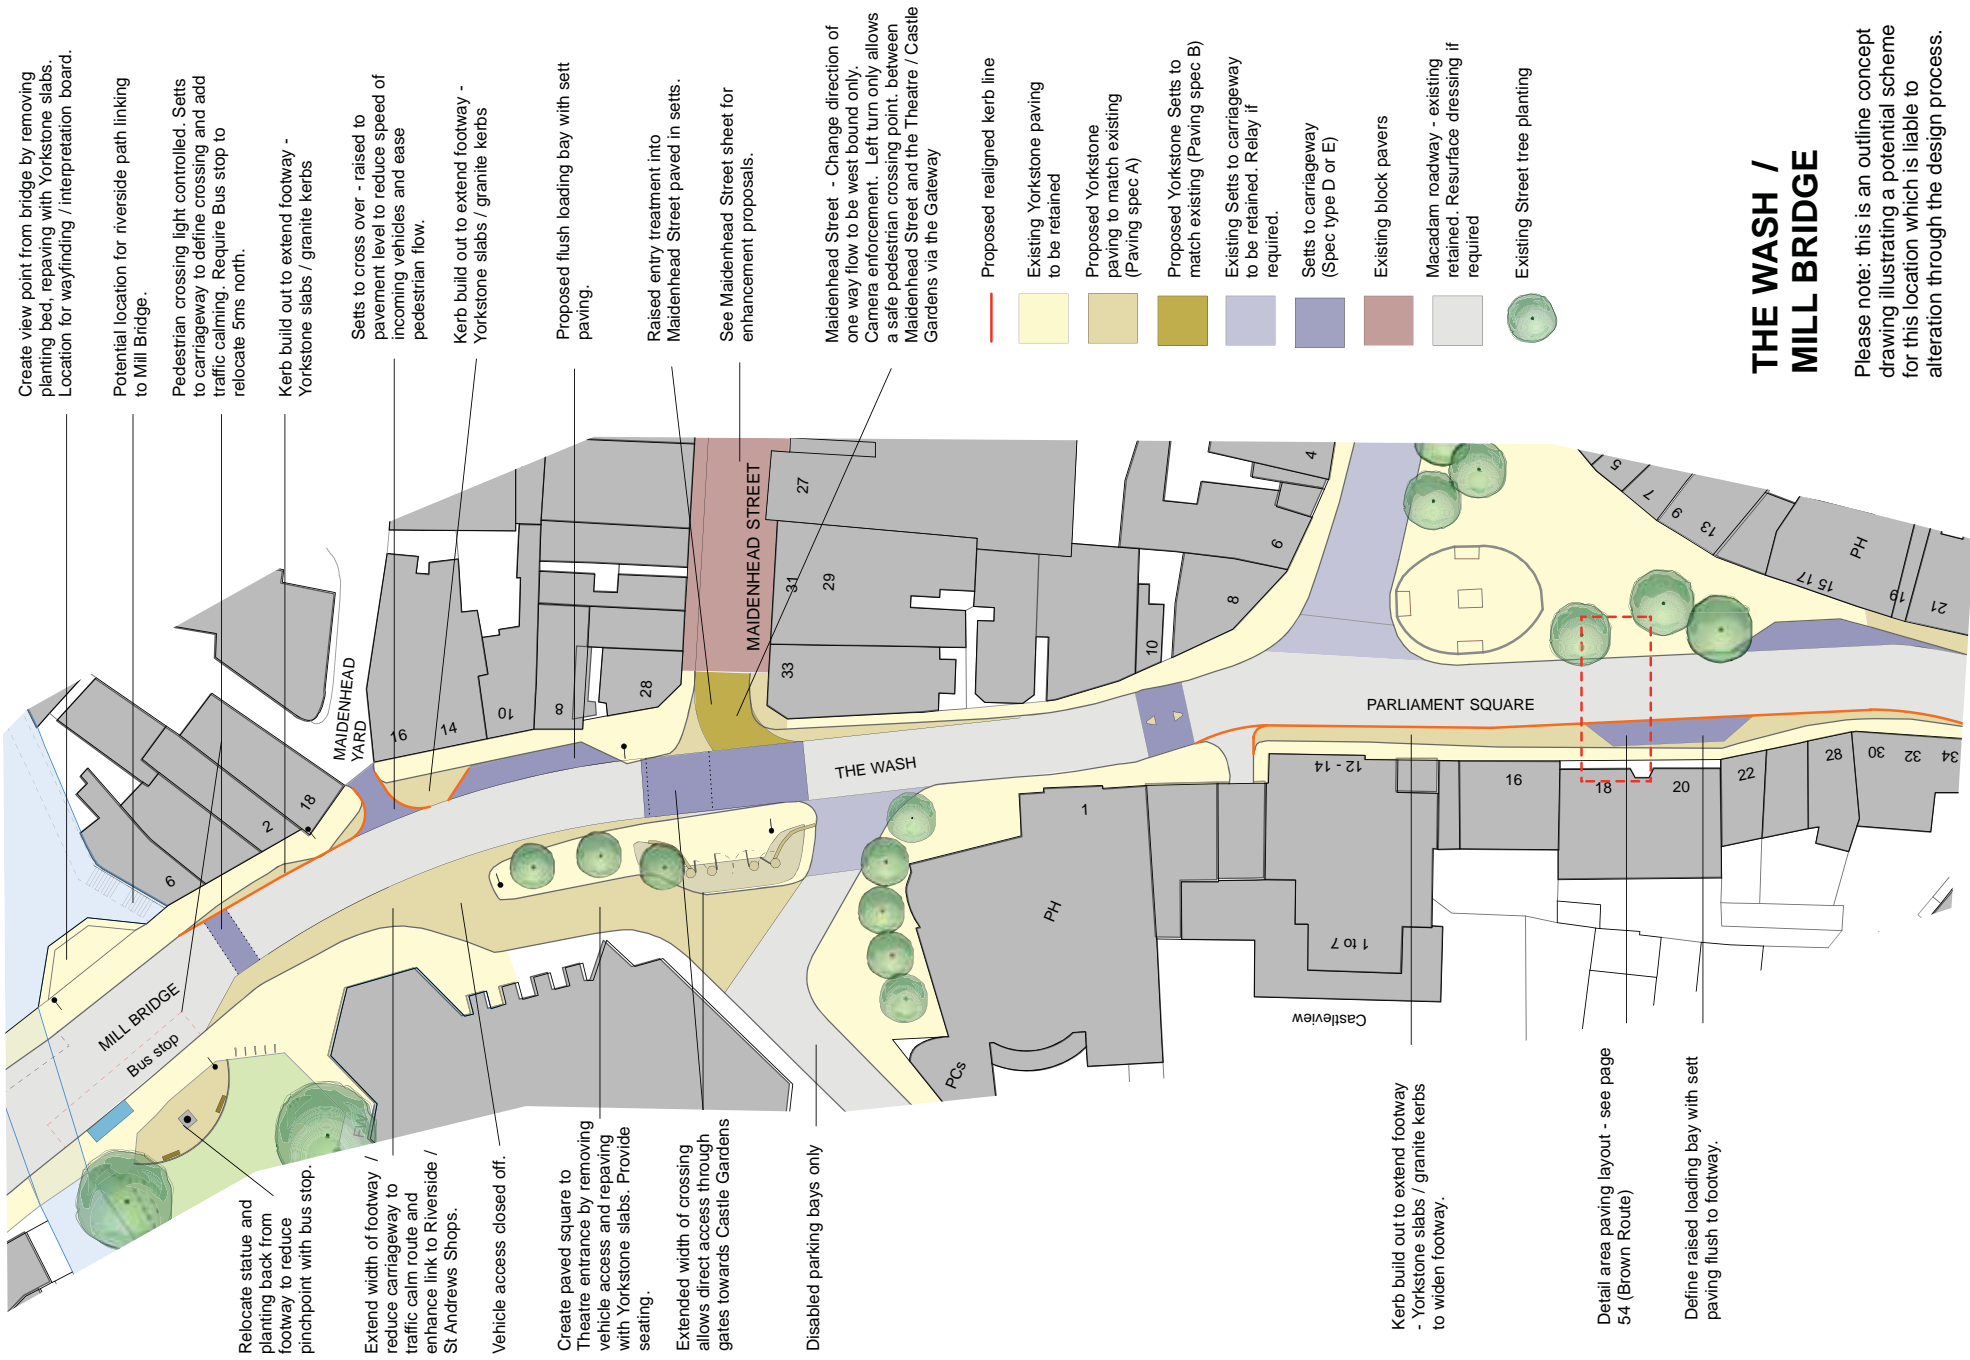 Create view point from bridge by removing
planting bed, repaving with Yorkstone slabs.
Location for wayfinding / interpretation board.
Potential location for riverside path linking
to Mill Bridge.
Pedestrian crossing light controlled. Setts
to carriageway to define crossing and add
traffic calming. Require Bus stop to
relocate 5ms north.
Kerb build out to extend footway -
Yorkstone slabs / granite kerbs
Setts to cross over - raised to
pavement level to reduce speed of
incoming vehicles and ease
pedestrian flow.
Kerb build out to extend footway -
Yorkstone slabs / granite kerbs
Proposed flush loading bay with sett
paving.
Raised entry treatment into
Maidenhead Street paved in setts.
See Maidenhead Street sheet for
enhancement proposals.
Maidenhead Street - Change direction of
one way flow to be west bound only.
Camera enforcement. Left turn only allows
a safe pedestrian crossing point. between
Maidenhead Street and the Theatre / Castle
Gardens via the Gateway
Proposed realigned kerb line
Existing Yorkstone paving
to be retained
Proposed Yorkstone
paving to match existing
(Paving spec A)
Proposed Yorkstone Setts to
match existing (Paving spec B)
Existing Setts to carriageway
to be retained. Relay if
required.
Setts to carriageway
(Spec type D or E)
Existing block pavers
Macadam roadway - existing
retained. Resurface dressing if
required
Existing Street tree planting
THE WASH /
MILL BRIDGE
Please note: this is an outline concept
drawing illustrating a potential scheme
for this location which is liable to
alteration through the design process.
MILL BRIDGE
Bus stop
6
2
18
MAIDENHEAD
YARD
16
14
10
8
28
MAIDENHEAD STREET
27
31
29
33
THE WASH
10
8
6
4
PARLIAMENT SQUARE
5
7
9
13
PH
15 17
19
21
1
PH
PCs
12 - 14
1 to 7
Castleview
16
18
20
22
28
30
32
34
FW
Relocate statue and
planting back from
footway to reduce
pinchpoint with bus stop.
Extend width of footway /
reduce carriageway to
traffic calm route and
enhance link to Riverside /
St Andrews Shops.
Vehicle access closed off.
Create paved square to
Theatre entrance by removing
vehicle access and repaving
with Yorkstone slabs. Provide
seating.
Extended width of crossing
allows direct access through
gates towards Castle Gardens
Disabled parking bays only
Kerb build out to extend footway
- Yorkstone slabs / granite kerbs
to widen footway.
Detail area paving layout - see page
54 (Brown Route)
Define raised loading bay with sett
paving flush to footway.